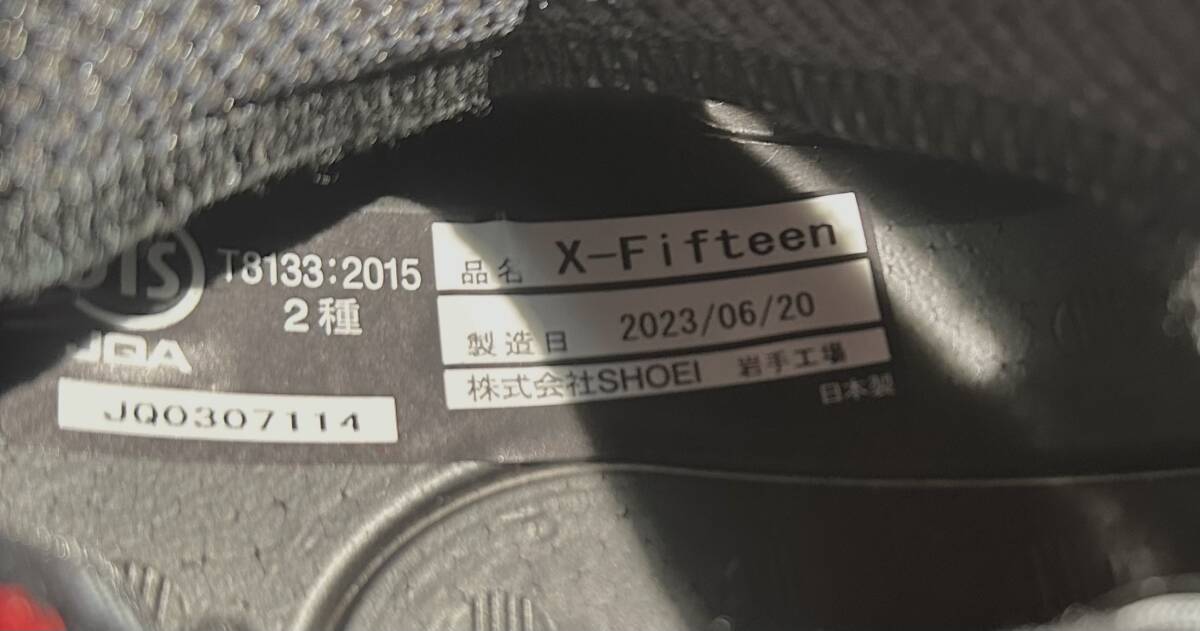 JIS
T8133:2015
2種
JQA
JQ0307114
品名 X-Fifteen
製造日 2023/06/20
株式会社SHOEI 岩手工場
日本製